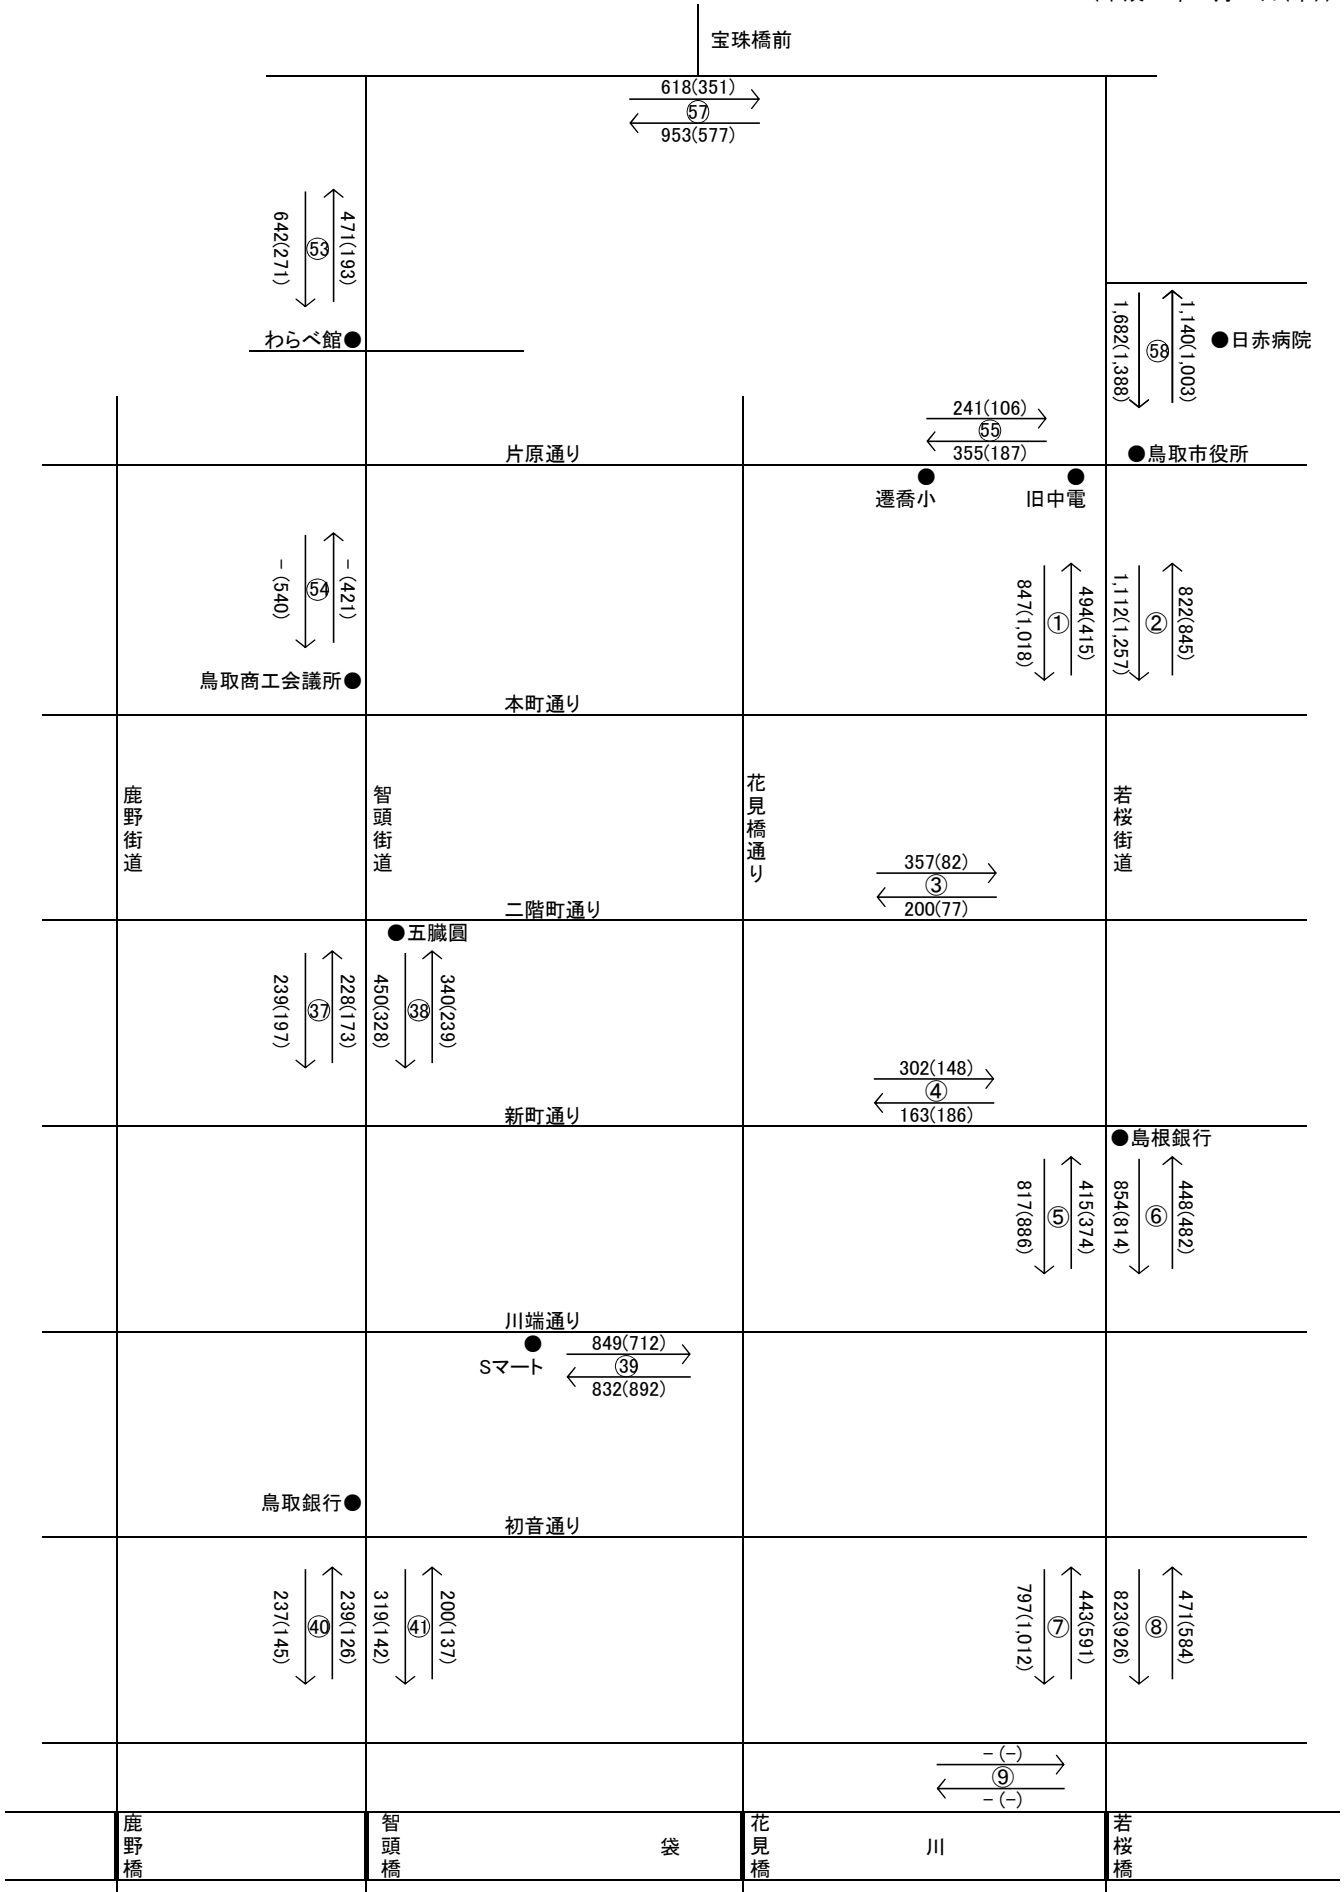 宝珠橋前
618(351)
57
953(577)
642(271)
53
471(193)
わらべ館●
1,682(1,388)
58
1,140(1,003)
●日赤病院
241(106)
55
355(187)
片原通り
●鳥取市役所
遷喬小
旧中電
－(540)
54
－(421)
847(1,018)
①
494(415)
1,112(1,257)
②
822(845)
鳥取商工会議所●
本町通り
鹿野街道
智頭街道
花見橋通り
若桜街道
357(82)
③
200(77)
二階町通り
●五臓圓
239(197)
37
228(173)
450(328)
38
340(239)
302(148)
④
163(186)
新町通り
●島根銀行
817(886)
⑤
415(374)
854(814)
⑥
448(482)
川端通り
849(712)
Sマート
39
832(892)
鳥取銀行●
初音通り
237(145)
40
239(126)
319(142)
41
200(137)
797(1,012)
⑦
443(591)
823(926)
⑧
471(584)
－(－)
⑨
－(－)
鹿野橋
智頭橋
袋
花見橋
川
若桜橋